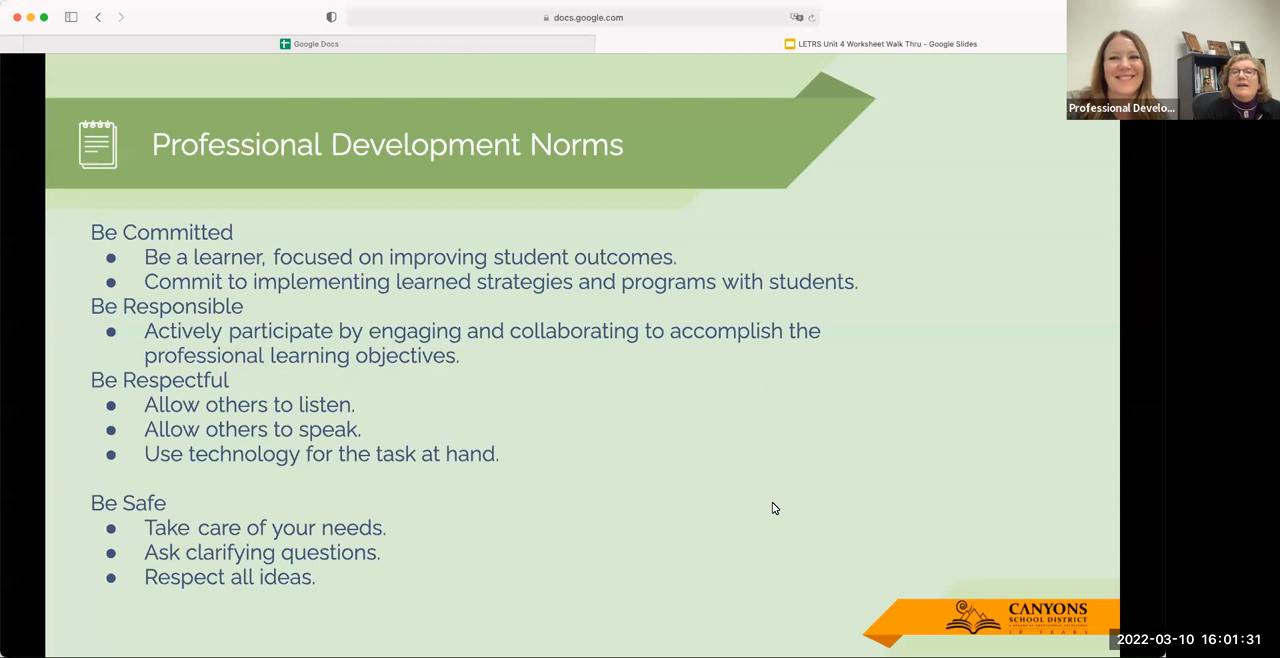 docs.google.com
Google Docs
LETRS Unit 4 Worksheet Walk Thru - Google Slides
Professional Develo...
Professional Development Norms
Be Committed
● Be a learner, focused on improving student outcomes.
● Commit to implementing learned strategies and programs with students.
Be Responsible
● Actively participate by engaging and collaborating to accomplish the
professional learning objectives.
Be Respectful
● Allow others to listen.
● Allow others to speak.
● Use technology for the task at hand.
Be Safe
● Take care of your needs.
● Ask clarifying questions.
● Respect all ideas.
CANYONS
SCHOOL DISTRICT
2022-03-10 16:01:31